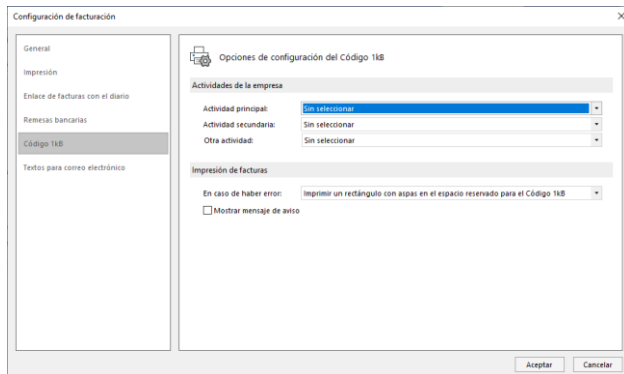 Configuración de facturación
General
Impresión
Enlace de facturas con el diario
Remesas bancarias
Código 1kB
Textos para correo electrónico
Opciones de configuración del Código 1kB
Actividades de la empresa
Actividad principal: Sin seleccionar
Actividad secundaria: Sin seleccionar
Otra actividad: Sin seleccionar
Impresión de facturas
En caso de haber error: Imprimir un rectángulo con aspas en el espacio reservado para el Código 1kB
Mostrar mensaje de aviso
Aceptar Cancelar